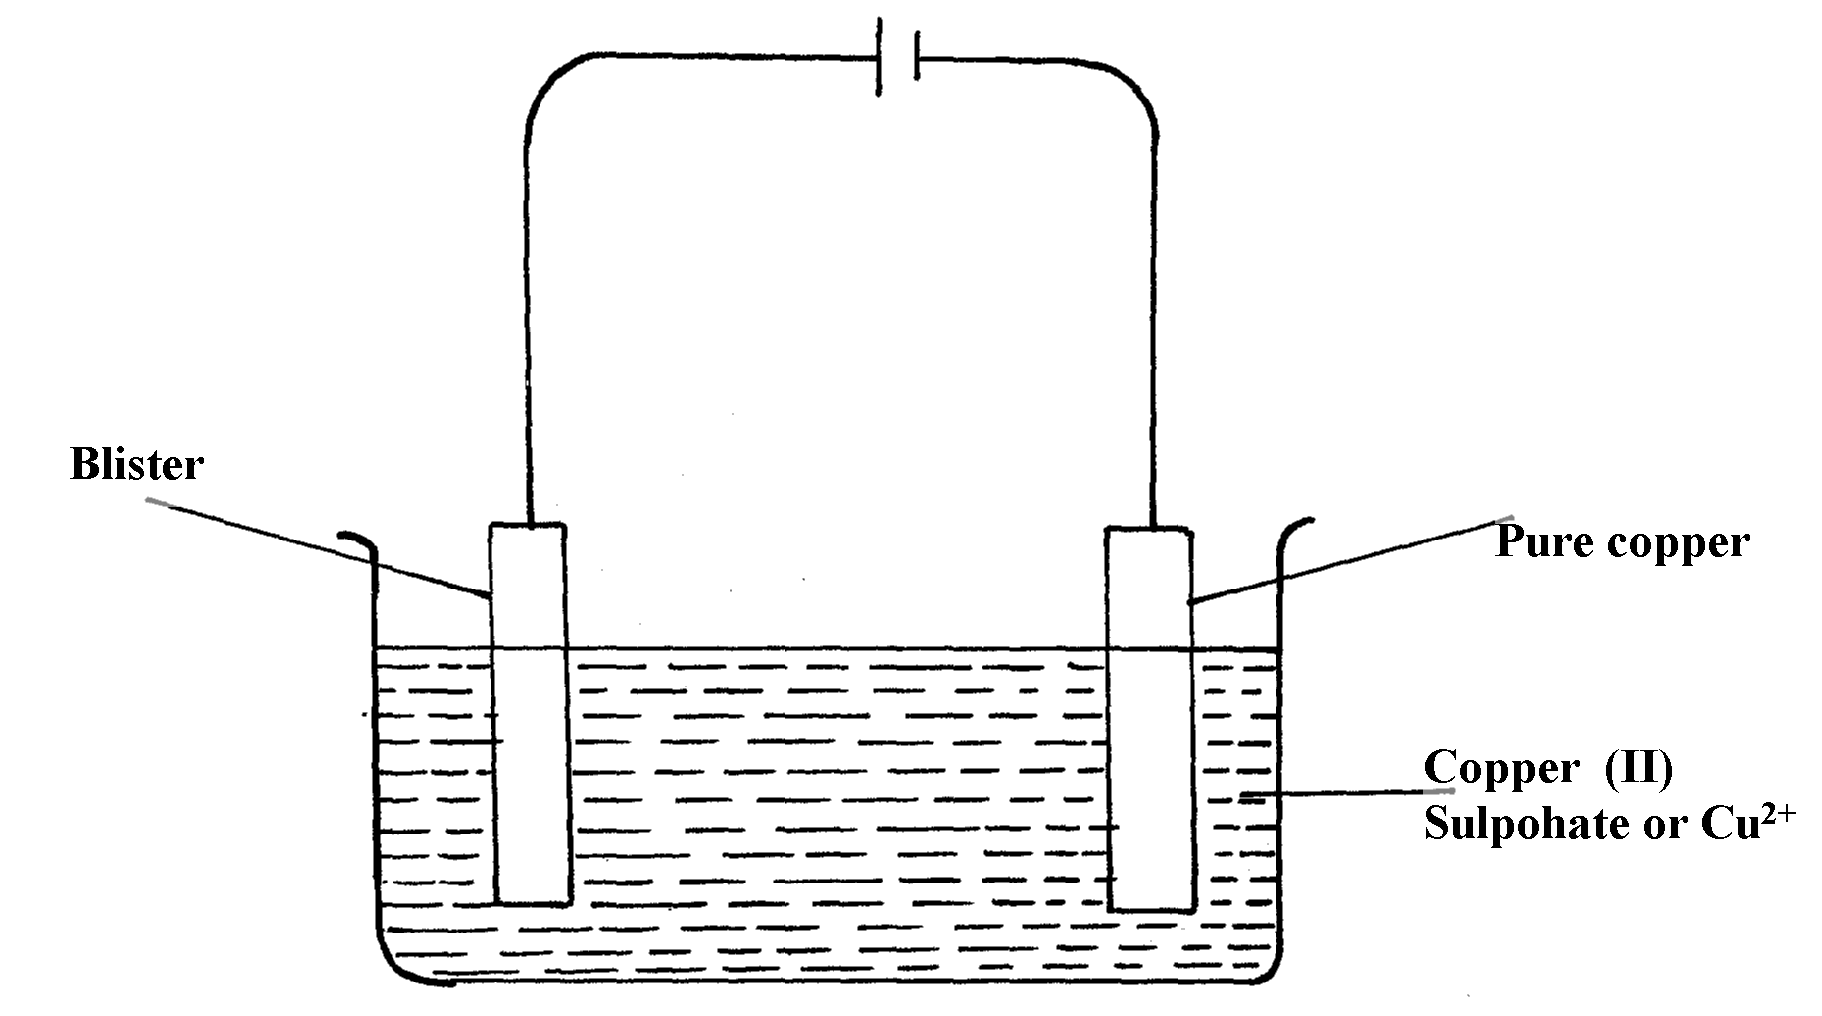 Blister
Pure copper
Copper (II)
Sulpohate or Cu²⁺